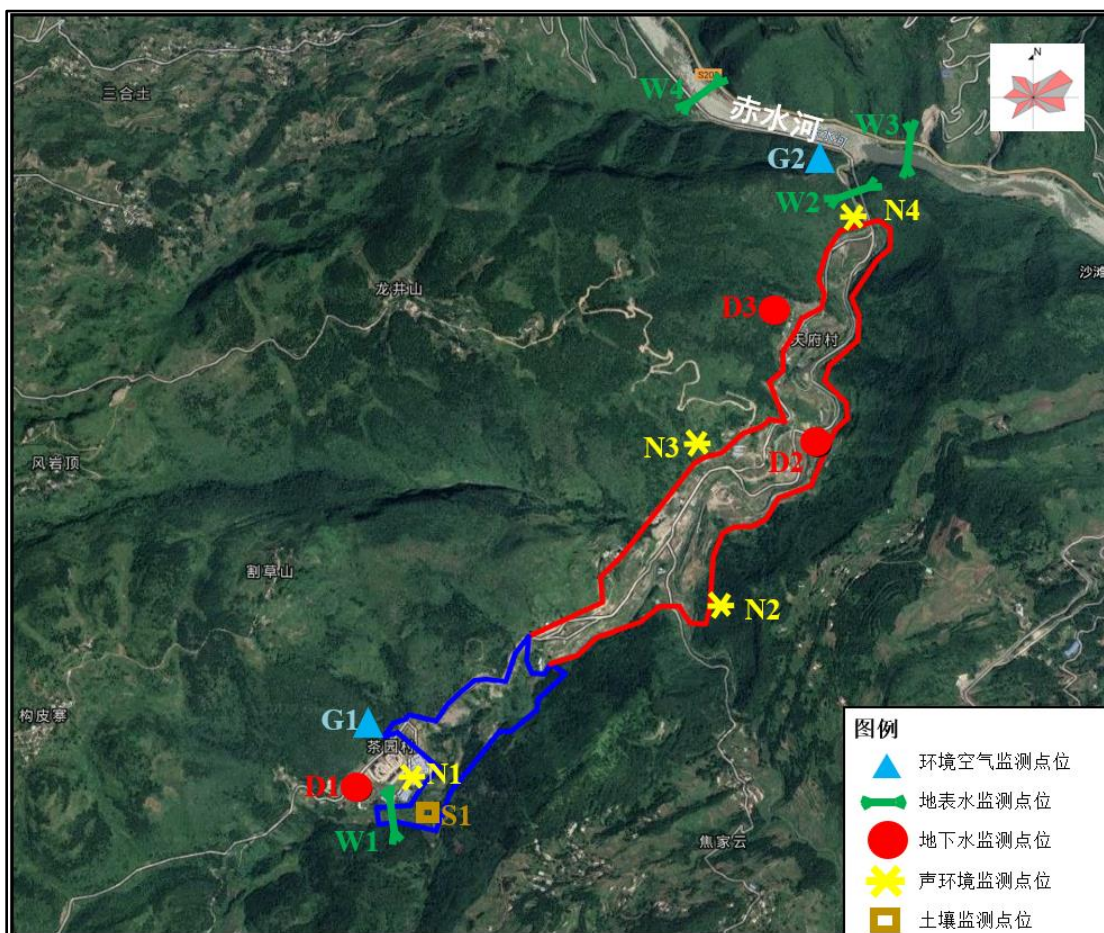 N
三合土
S208
W4
赤水河
W3
G2
W2
N4
沙滩
龙井山
D3
天府村
N3
D2
风岩顶
割草山
N2
构皮寨
G1
茶园村
D1
N1
S1
W1
焦家云
图例
环境空气监测点位
地表水监测点位
地下水监测点位
声环境监测点位
土壤监测点位